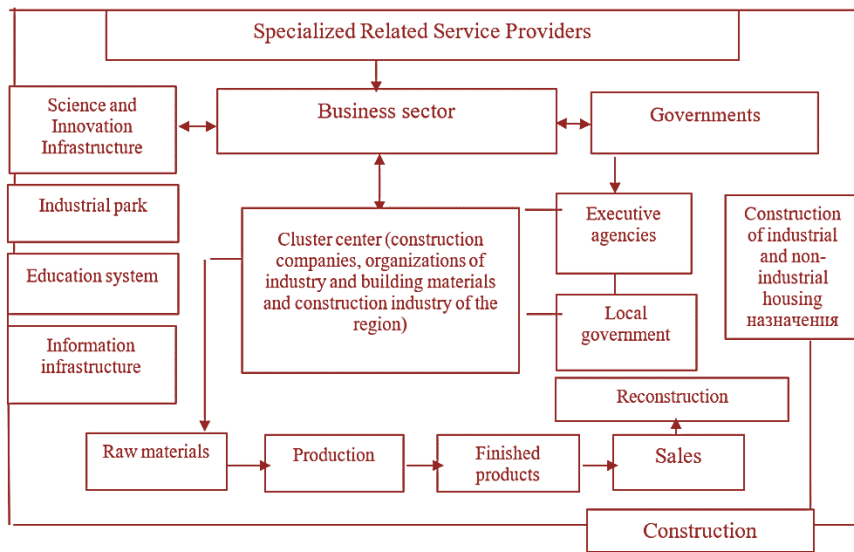 Specialized Related Service Providers
Science and
Innovation
Infrastructure
Business sector
Governments
Industrial park
Education system
Information
infrastructure
Cluster center (construction
companies, organizations of
industry and building materials
and construction industry of the
region)
Executive
agencies
Local
government
Construction
of industrial
and non-
industrial
housing
назначения
Reconstruction
Raw materials
Production
Finished
products
Sales
Construction